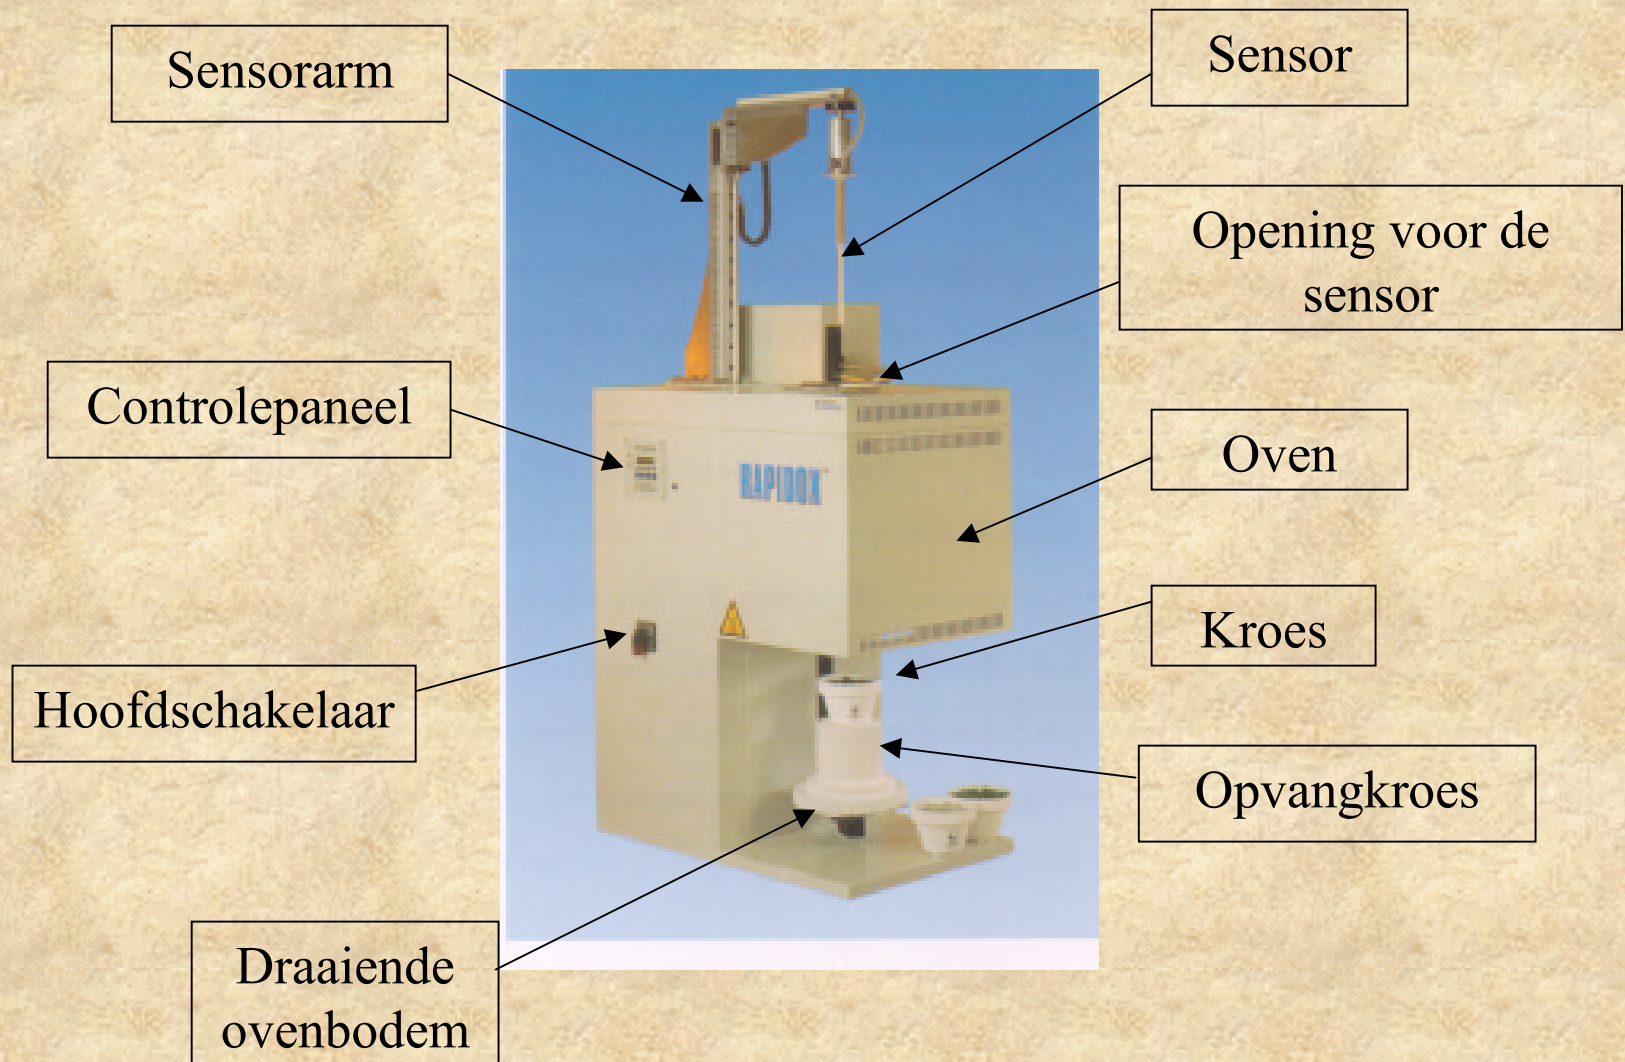 Sensorarm
Sensor
Opening voor de
sensor
Controlepaneel
Oven
RAPIDOX
Kroes
Hoofdschakelaar
Opvangkroes
Draaiende
ovenbodem